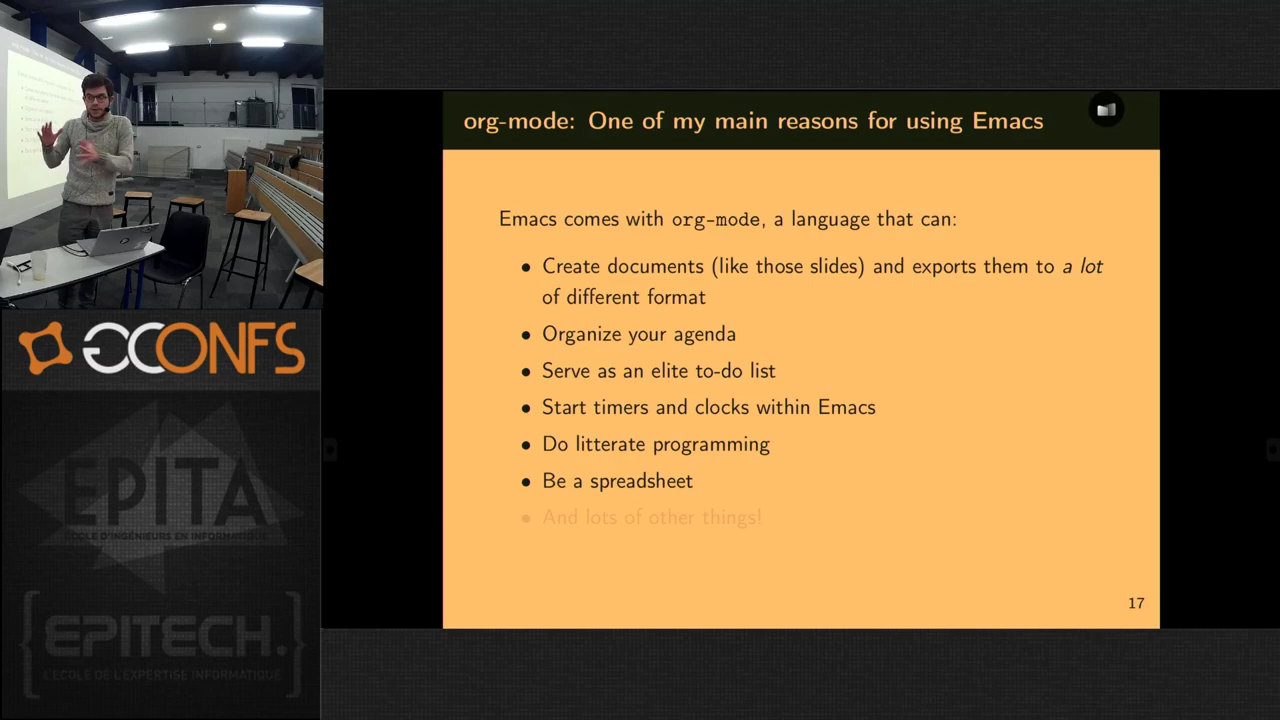 org-mode: One of my main reasons for using Emacs
Emacs comes with org-mode, a language that can:
• Create documents (like those slides) and exports them to a lot
of different format
• Organize your agenda
• Serve as an elite to-do list
• Start timers and clocks within Emacs
• Do litterate programming
• Be a spreadsheet
• And lots of other things!
17
GCONFS
EPITA
ÉCOLE D'INGÉNIEURS EN INFORMATIQUE
{EPITECH.}
L'ECOLE DE L'EXPERTISE INFORMATIQUE